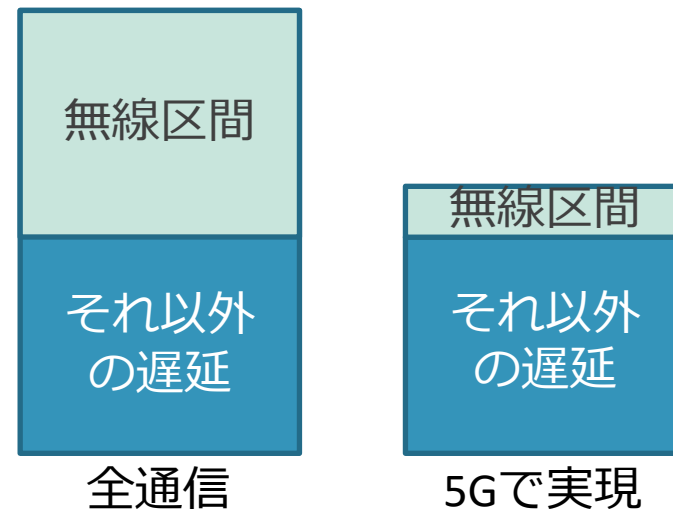 無線区間
それ以外
の遅延
全通信
無線区間
それ以外
の遅延
5Gで実現